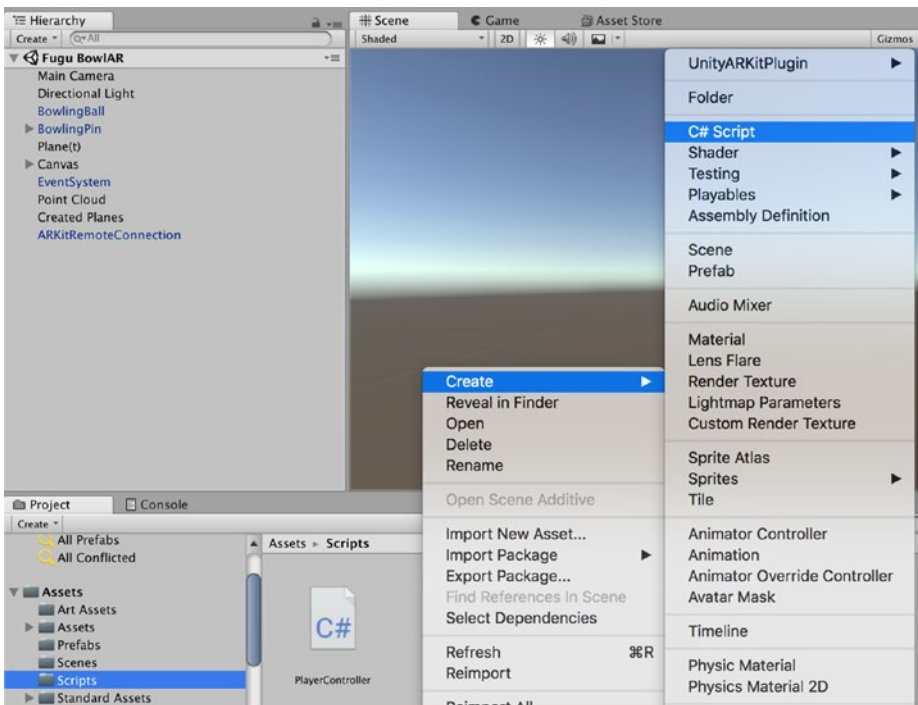 Hierarchy
Create
All
Fugu BowlAR
Main Camera
Directional Light
BowlingBall
BowlingPin
Plane(t)
Canvas
EventSystem
Point Cloud
Created Planes
ARKitRemoteConnection
Scene
Game
Asset Store
Shaded
2D
Gizmos
UnityARKitPlugin
Folder
C# Script
Shader
Testing
Playables
Assembly Definition
Scene
Prefab
Audio Mixer
Material
Lens Flare
Render Texture
Lightmap Parameters
Custom Render Texture
Sprite Atlas
Sprites
Tile
Animator Controller
Animation
Animator Override Controller
Avatar Mask
Timeline
Physic Material
Physics Material 2D
Create
Reveal in Finder
Open
Delete
Rename
Open Scene Additive
Import New Asset...
Import Package
Export Package...
Find References In Scene
Select Dependencies
Refresh ⌘R
Reimport
Reimport All
Project
Console
Create
All Prefabs
All Conflicted
Assets
Art Assets
Assets
Prefabs
Scenes
Scripts
Standard Assets
Assets ▸ Scripts
C#
PlayerController